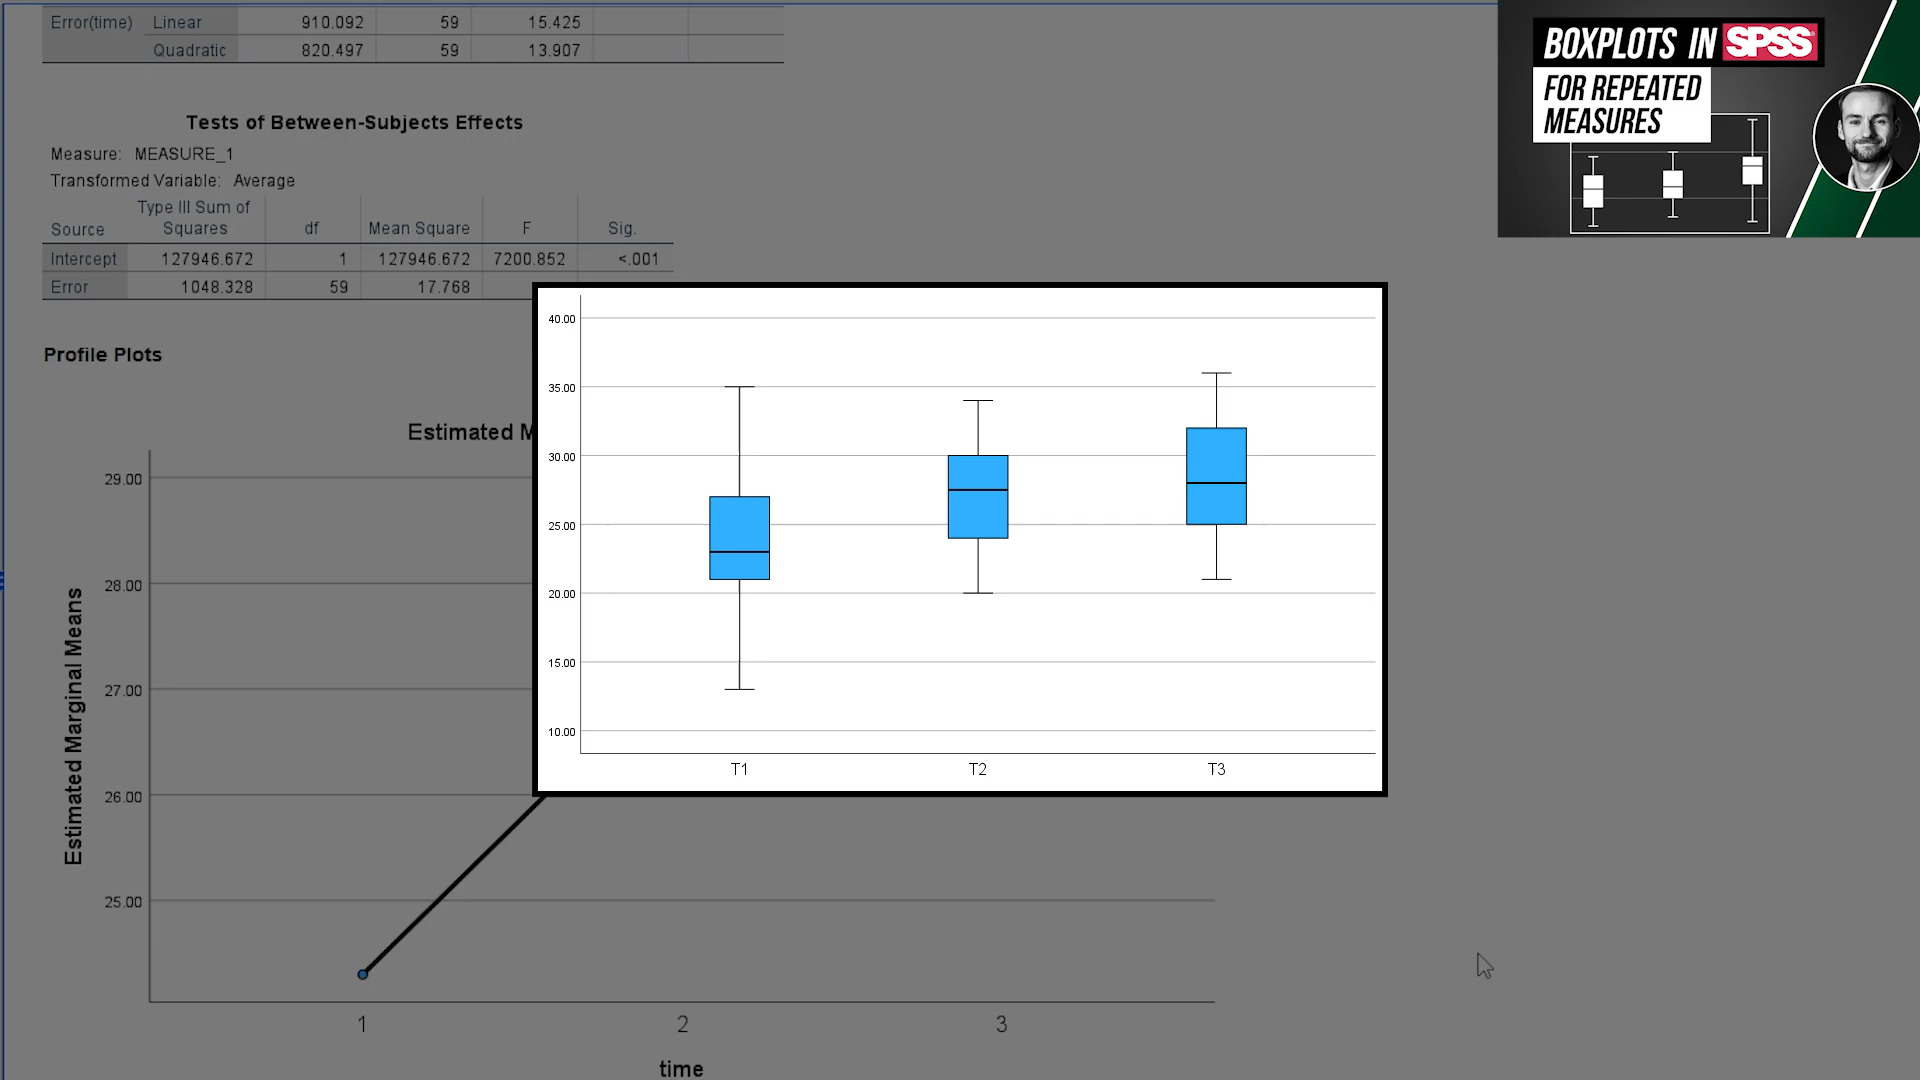 Error(time) Linear 910.092 59 15.425
Quadratic 820.497 59 13.907
Tests of Between-Subjects Effects
Measure: MEASURE_1
Transformed Variable: Average
Source Type III Sum of Squares df Mean Square F Sig.
Intercept 127946.672 1 127946.672 7200.852 <.001
Error 1048.328 59 17.768
Profile Plots
Estimated M
29.00
28.00
27.00
26.00
25.00
Estimated Marginal Means
1 2 3
time
40.00
35.00
30.00
25.00
20.00
15.00
10.00
T1 T2 T3
BOXPLOTS IN SPSS
FOR REPEATED
MEASURES